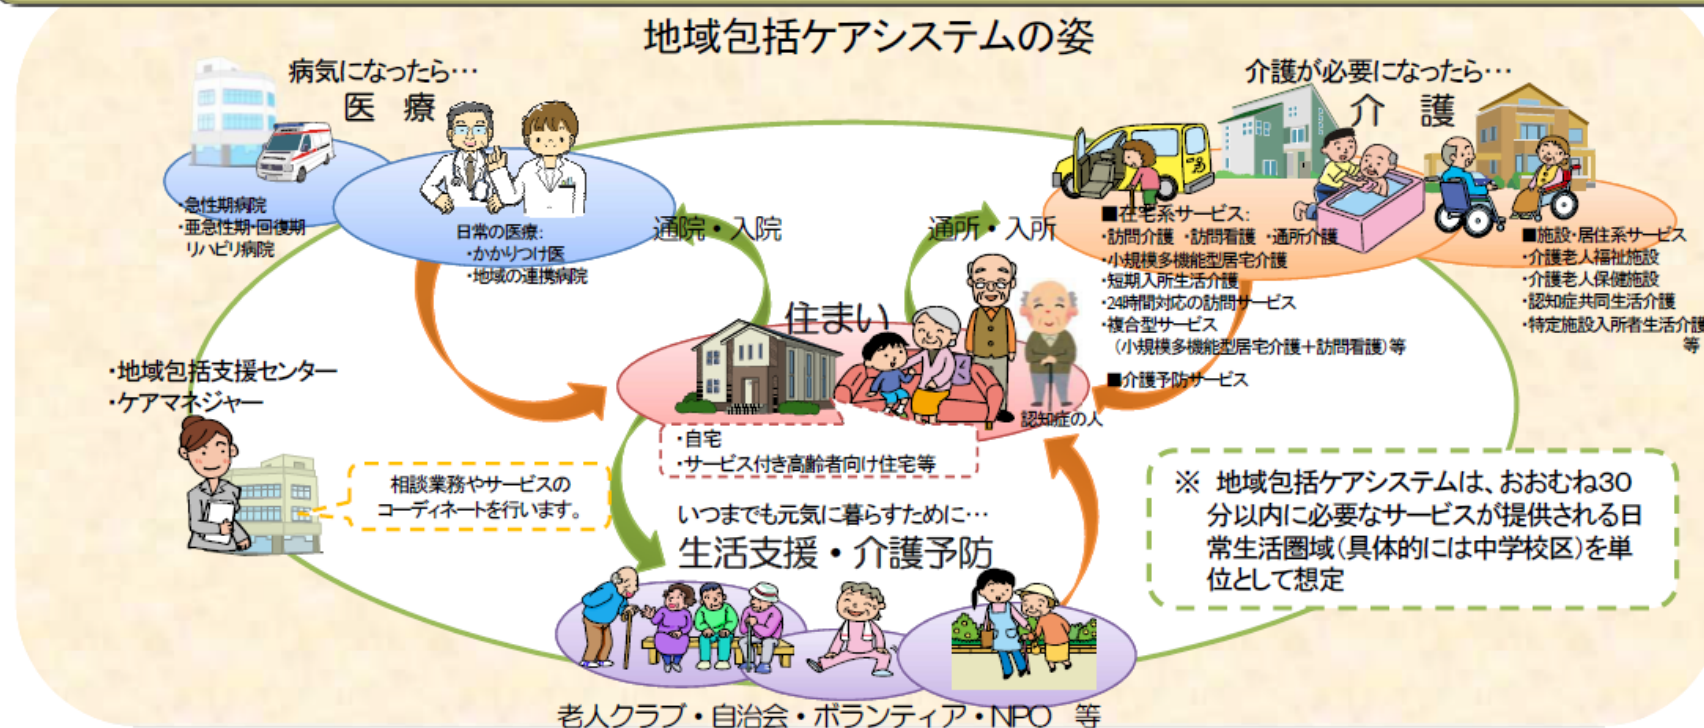 地域包括ケアシステムの姿
病気になったら…
医 療
・急性期病院
・亜急性期・回復期
リハビリ病院
日常の医療:
・かかりつけ医
・地域の連携病院
通院・入院
通所・入所
介護が必要になったら…
介 護
■在宅系サービス:
・訪問介護 ・訪問看護 ・通所介護
・小規模多機能型居宅介護
・短期入所生活介護
・24時間対応の訪問サービス
・複合型サービス
（小規模多機能型居宅介護＋訪問看護)等
■介護予防サービス
■施設・居住系サービス
・介護老人福祉施設
・介護老人保健施設
・認知症共同生活介護
・特定施設入所者生活介護
等
住まい
認知症の人
・自宅
・サービス付き高齢者向け住宅等
・地域包括支援センター
・ケアマネジャー
相談業務やサービスの
コーディネートを行います。
いつまでも元気に暮らすために…
生活支援・介護予防
老人クラブ・自治会・ボランティア・NPO 等
※ 地域包括ケアシステムは、おおむね30
分以内に必要なサービスが提供される日
常生活圏域(具体的には中学校区)を単
位として想定